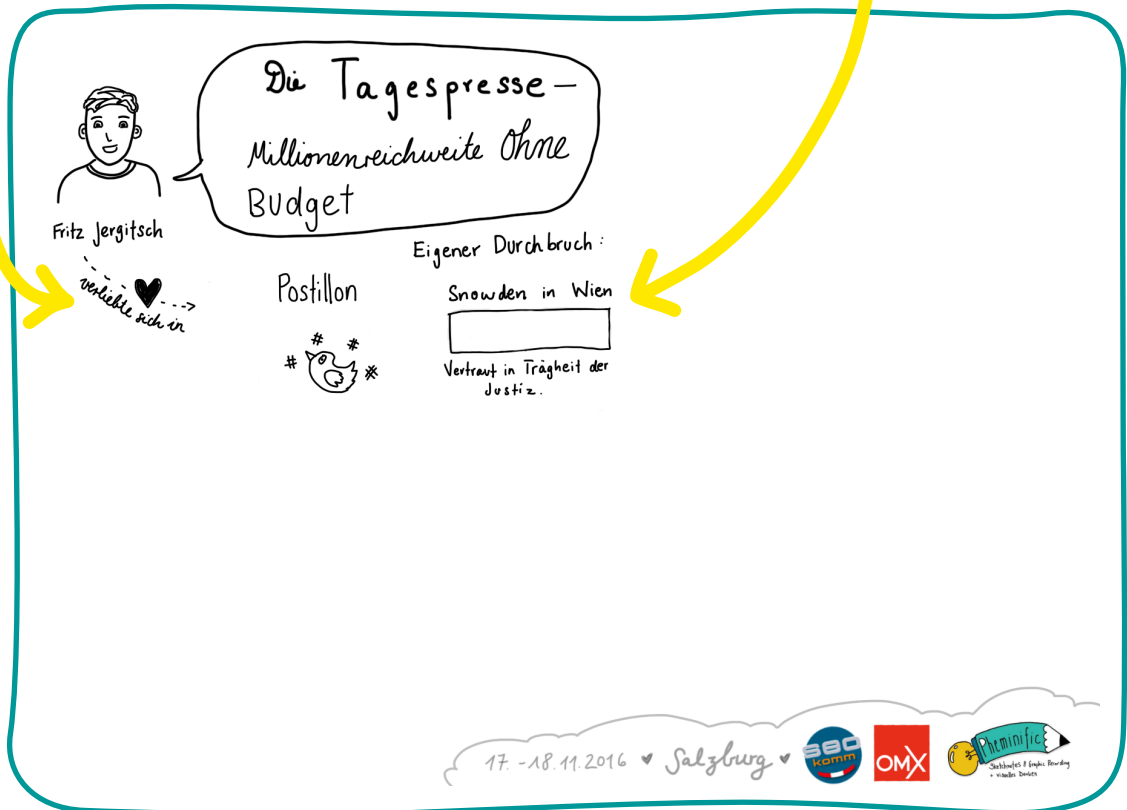 Die Tagespresse –
Millionenreichweite Ohne
Budget
Fritz Jergitsch
verliebte sich in
Postillon
# # # #
Eigener Durchbruch:
Snowden in Wien
Vertraut in Trägheit der
Justiz.
17. - 18.11.2016 ♥ Salzburg ♥
SEO
komm
OMX
Pheminific
Sketchnotes & Graphic Recording
+ visuelles Denken